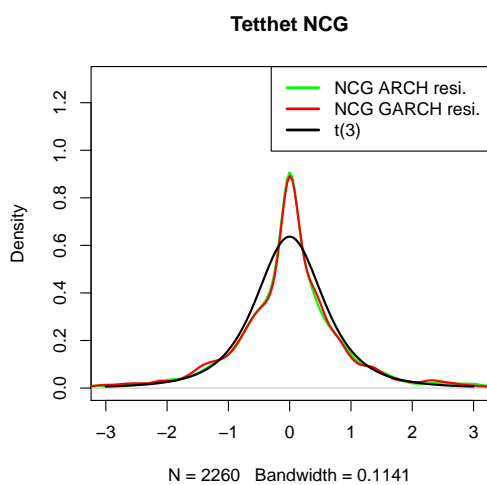 Tetthet NCG
NCG ARCH resi.
NCG GARCH resi.
t(3)
Density
1.2
1.0
0.8
0.6
0.4
0.2
0.0
−3 −2 −1 0 1 2 3
N = 2260 Bandwidth = 0.1141